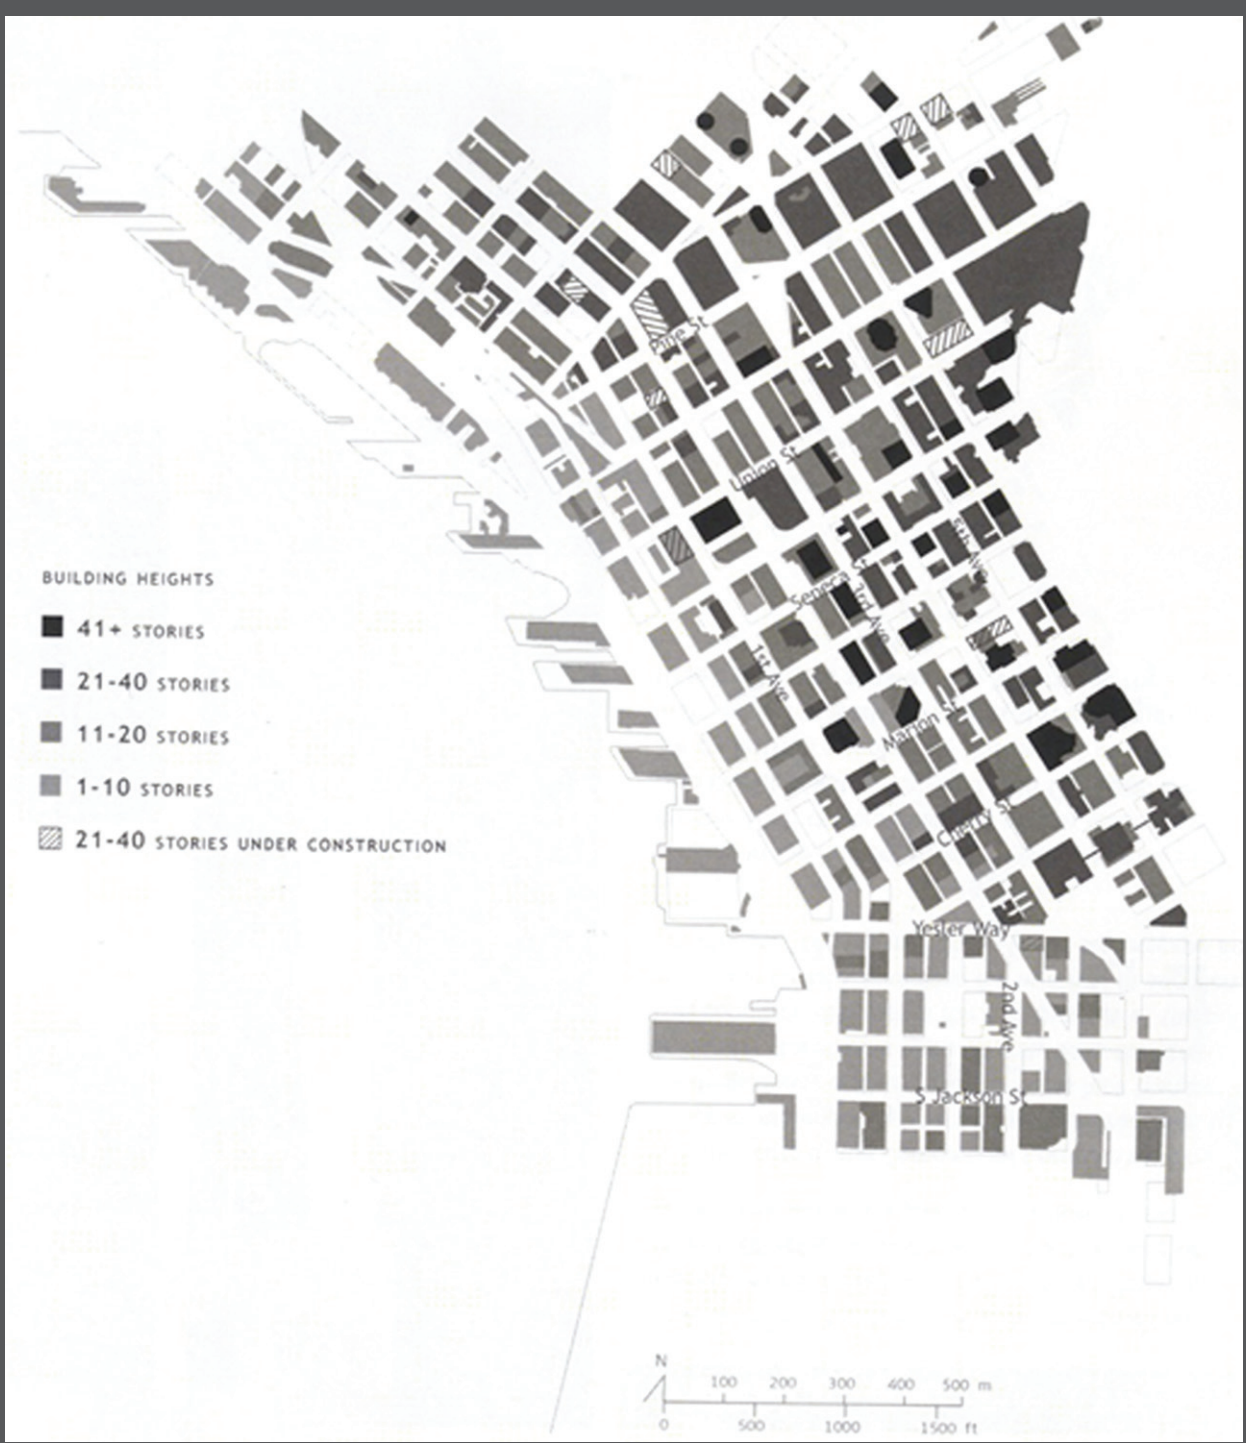 Pine St
Union St
Seneca St
6th Ave
3rd Ave
1st Ave
Marion St
Cherry St
Yesler Way
2nd Ave
S Jackson St
BUILDING HEIGHTS
41+ STORIES
21-40 STORIES
11-20 STORIES
1-10 STORIES
21-40 STORIES UNDER CONSTRUCTION
N
100 200 300 400 500 m
0 500 1000 1500 ft